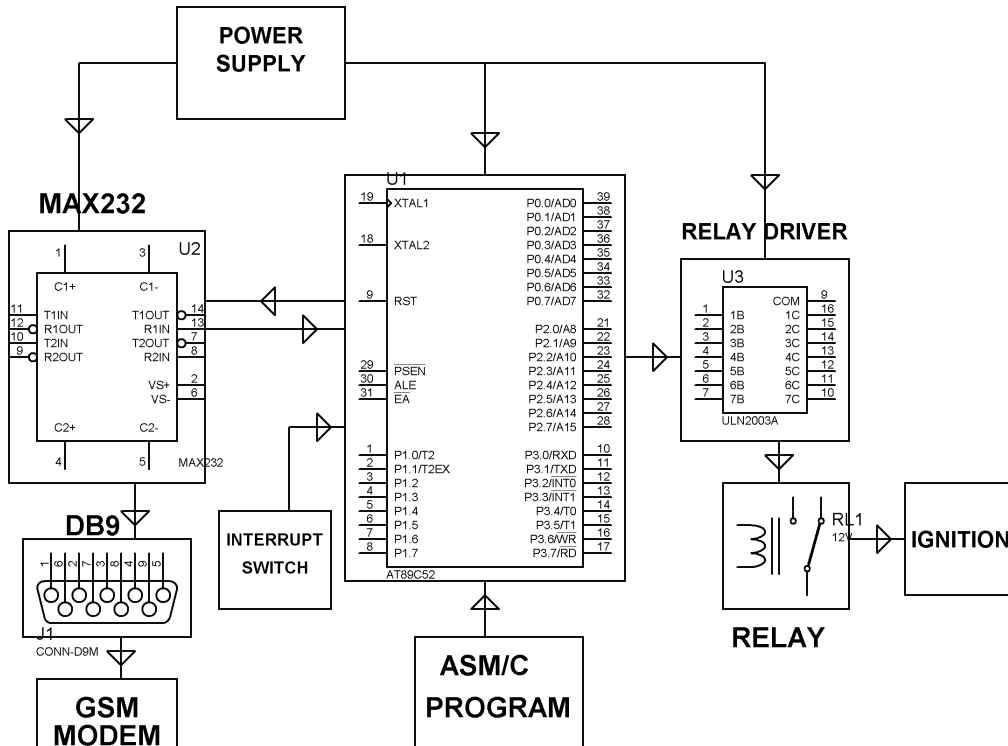 POWER
SUPPLY
MAX232
U2
1
3
C1+
C1-
11
T1IN
T1OUT
14
12
R1OUT
R1IN
13
10
T2IN
T2OUT
7
9
R2OUT
R2IN
8
VS+
2
VS-
6
C2+
C2-
4
5
MAX232
U1
19
XTAL1
18
XTAL2
9
RST
29
PSEN
30
ALE
31
EA
1
P1.0/T2
2
P1.1/T2EX
3
P1.2
4
P1.3
5
P1.4
6
P1.5
7
P1.6
8
P1.7
P0.0/AD0
39
P0.1/AD1
38
P0.2/AD2
37
P0.3/AD3
36
P0.4/AD4
35
P0.5/AD5
34
P0.6/AD6
33
P0.7/AD7
32
P2.0/A8
21
P2.1/A9
22
P2.2/A10
23
P2.3/A11
24
P2.4/A12
25
P2.5/A13
26
P2.6/A14
27
P2.7/A15
28
P3.0/RXD
10
P3.1/TXD
11
P3.2/INT0
12
P3.3/INT1
13
P3.4/T0
14
P3.5/T1
15
P3.6/WR
16
P3.7/RD
17
AT89C52
RELAY DRIVER
U3
COM
9
1
1B
1C
16
2
2B
2C
15
3
3B
3C
14
4
4B
4C
13
5
5B
5C
12
6
6B
6C
11
7
7B
7C
10
ULN2003A
INTERRUPT
SWITCH
DB9
1
6
2
7
3
8
4
9
5
J1
CONN-D9M
GSM
MODEM
ASM/C
PROGRAM
RL1
12V
RELAY
IGNITION